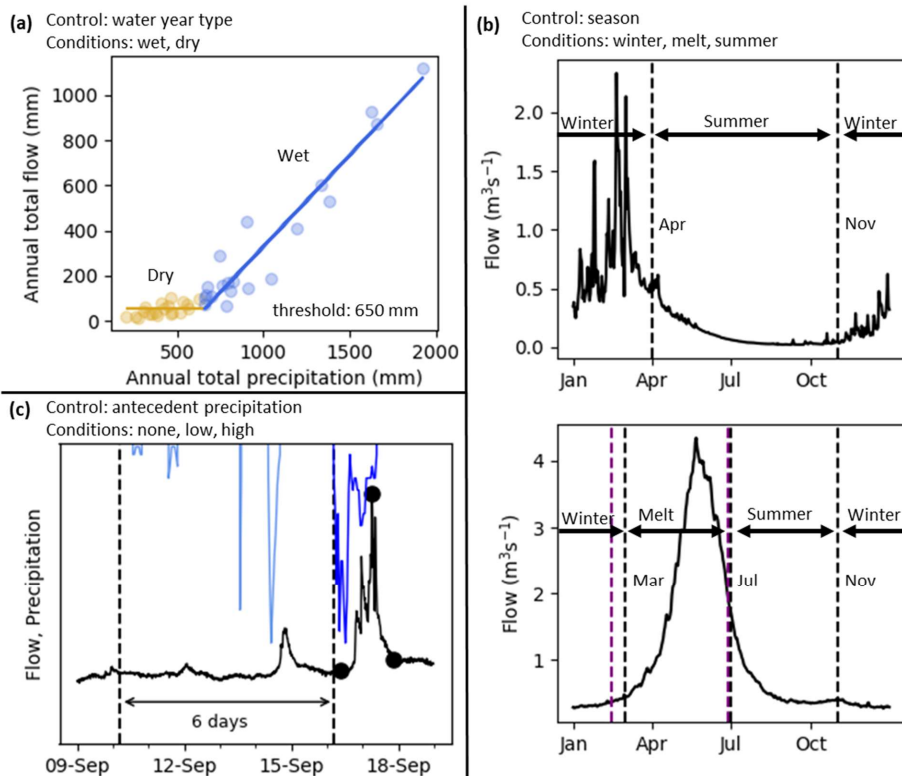 (a) Control: water year type
Conditions: wet, dry
Annual total flow (mm)
1000
800
600
400
200
0
Wet
Dry
threshold: 650 mm
500 1000 1500 2000
Annual total precipitation (mm)
(b) Control: season
Conditions: winter, melt, summer
Flow (m³s⁻¹)
2.0
1.5
1.0
0.5
0.0
Winter Summer Winter
Apr Nov
Jan Apr Jul Oct
Flow (m³s⁻¹)
4
3
2
1
Winter Melt Summer Winter
Mar Jul Nov
Jan Apr Jul Oct
(c) Control: antecedent precipitation
Conditions: none, low, high
Flow, Precipitation
6 days
09-Sep 12-Sep 15-Sep 18-Sep